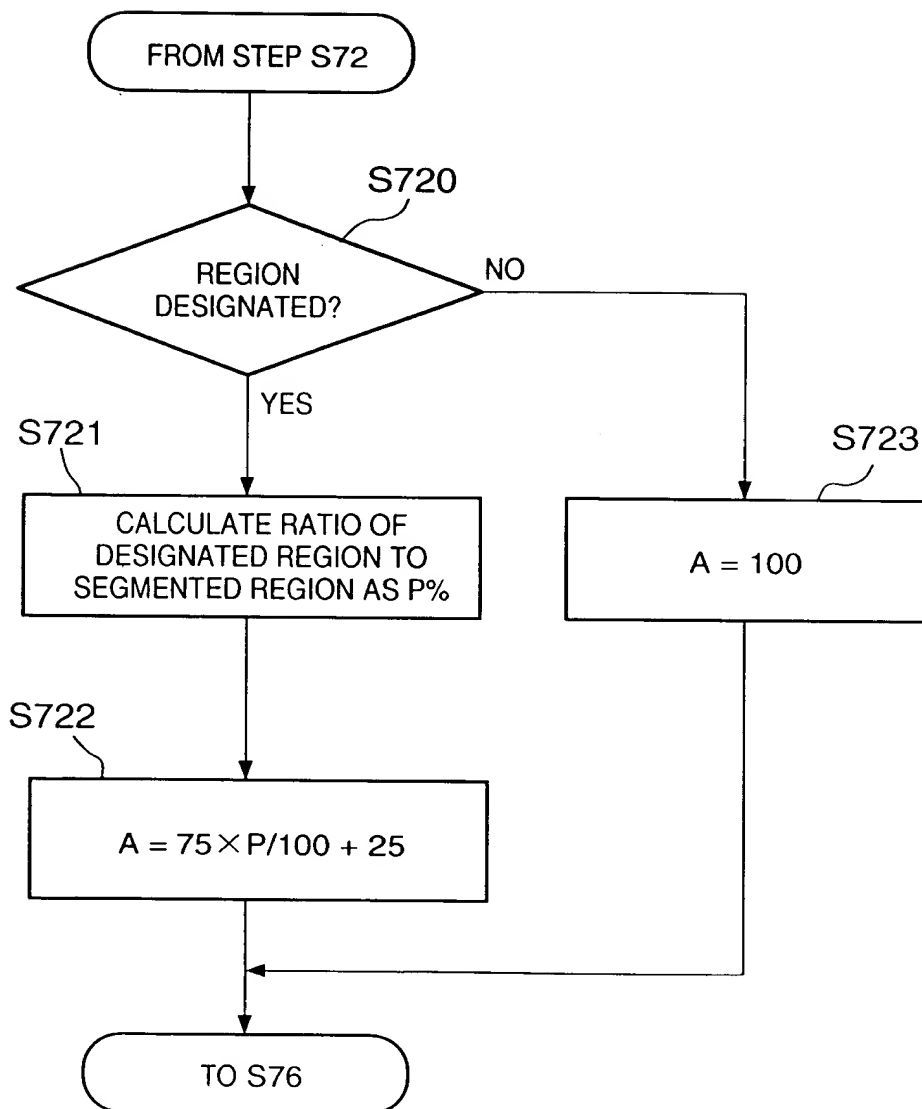 FROM STEP S72
S720
REGION
DESIGNATED?
NO
YES
S721
CALCULATE RATIO OF
DESIGNATED REGION TO
SEGMENTED REGION AS P%
S723
A = 100
S722
A = 75×P/100 + 25
TO S76